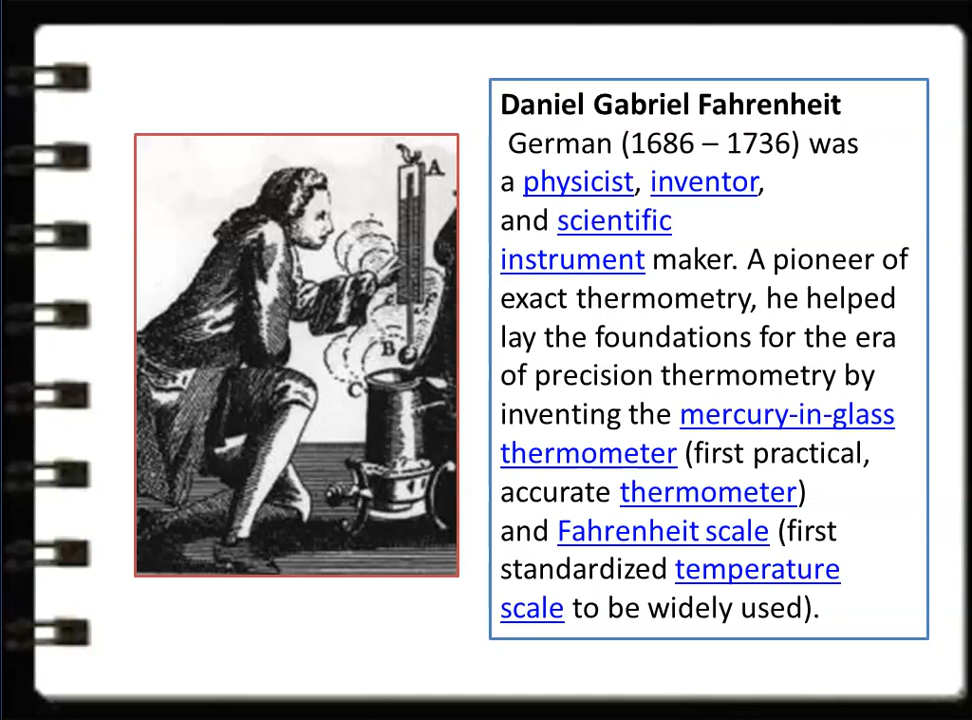 Daniel Gabriel Fahrenheit
German (1686 – 1736) was
a physicist, inventor,
and scientific
instrument maker. A pioneer of
exact thermometry, he helped
lay the foundations for the era
of precision thermometry by
inventing the mercury-in-glass
thermometer (first practical,
accurate thermometer)
and Fahrenheit scale (first
standardized temperature
scale to be widely used).
A
B
C